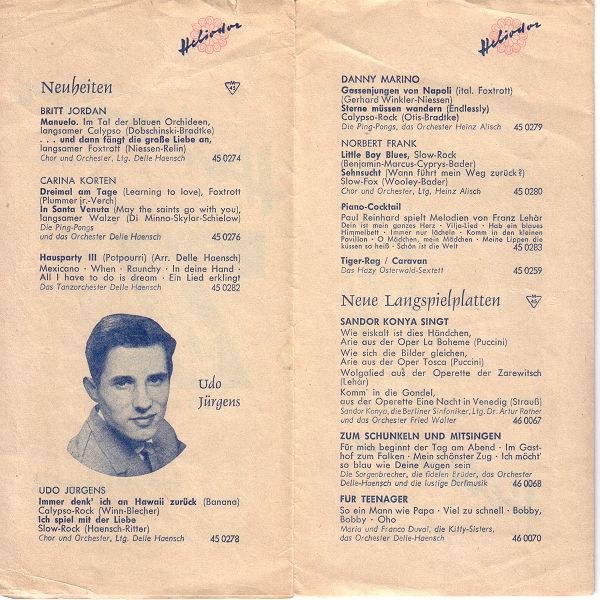 Heliodor
Neuheiten
M 45
BRITT JORDAN
Manuelo. Im Tal der blauen Orchideen,
langsamer Calypso (Dobschinski-Bradtke)
. . . und dann fängt die große Liebe an,
langsamer Foxtrott (Niessen-Relin)
Chor und Orchester, Ltg. Delle Haensch 45 0274
CARINA KORTEN
Dreimal am Tage (Learning to love), Foxtrott
(Plummer jr.-Verch)
In Santa Venuta (May the saints go with you),
langsamer Walzer (Di Minno-Skylar-Schielow)
Die Ping-Pongs
und das Orchester Delle Haensch 45 0276
Hausparty III (Potpourri) (Arr. Delle Haensch)
Mexicano · When · Raunchy · In deine Hand ·
All I have to do is dream · Ein Lied erklingt
Das Tanzorchester Delle Haensch 45 0282
Udo
Jürgens
UDO JÜRGENS
Immer denk' ich an Hawaii zurück (Banana)
Calypso-Rock (Winn-Blecher)
Ich spiel mit der Liebe
Slow-Rock (Haensch-Ritter)
Chor und Orchester, Ltg. Delle Haensch 45 0278
Heliodor
DANNY MARINO
Gassenjungen von Napoli (ital. Foxtrott)
(Gerhard Winkler-Niessen)
Sterne müssen wandern (Endlessly)
Calypso-Rock (Otis-Bradtke)
Die Ping-Pongs, das Orchester Heinz Alisch 45 0279
NORBERT FRANK
Little Boy Blues, Slow-Rock
(Benjamin-Marcus-Cyprys-Bader)
Sehnsucht (Wann führt mein Weg zurück?)
Slow-Fox (Wooley-Bader)
Chor und Orchester, Ltg, Heinz Alisch 45 0280
Piano-Cocktail
Paul Reinhard spielt Melodien von Franz Lehàr
Dein ist mein ganzes Herz · Vilja-Lied · Hab ein blaues
Himmelbett · Immer nur lächeln · Komm in den kleinen
Pavillon · O Mädchen, mein Mädchen · Meine Lippen die
küssen so heiß · Schön ist die Welt 45 0283
Tiger-Rag / Caravan
Das Hazy Osterwald-Sextett 45 0259
Neue Langspielplatten
M 45
SANDOR KONYA SINGT
Wie eiskalt ist dies Händchen,
Arie aus der Oper La Boheme (Puccini)
Wie sich die Bilder gleichen,
Arie aus der Oper Tosca (Puccini)
Wolgalied aus der Operette der Zarewitsch
(Lehár)
Komm' in die Gondel,
aus der Operette Eine Nacht in Venedig (Strauß)
Sandor Konya, die Berliner Sinfoniker, Ltg. Dr. Artur Rother
und Orchester Fried Walter 46 0067
ZUM SCHUNKELN UND MITSINGEN
Für mich beginnt der Tag am Abend · Im Gast-
hof zum Falken · Mein schönster Zug · Ich möcht'
so blau wie Deine Augen sein
Die Sorgenbrecher, die fidelen Brüder, das Orchester
Delle-Haensch und die lustige Dorfmusik 46 0068
FÜR TEENAGER
So ein Mann wie Papa · Viel zu schnell · Bobby,
Bobby · Oho
Maria und Franco Duval, die Kitty-Sisters,
das Orchester Delle-Haensch 46 0070